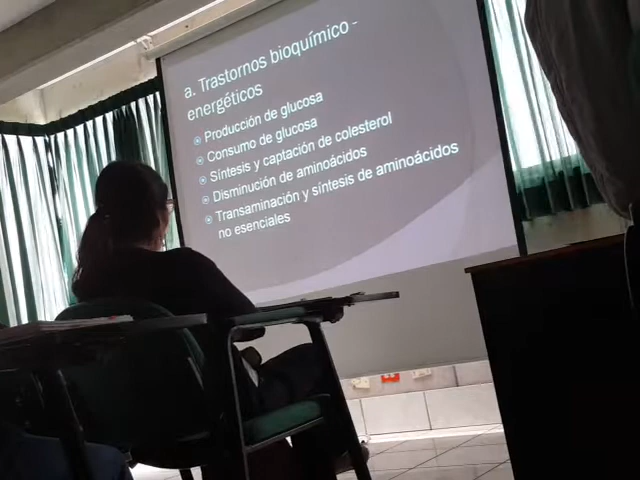 a. Trastornos bioquímico -
energéticos
Producción de glucosa
Consumo de glucosa
Síntesis y captación de colesterol
Disminución de aminoácidos
Transaminación y síntesis de aminoácidos
no esenciales